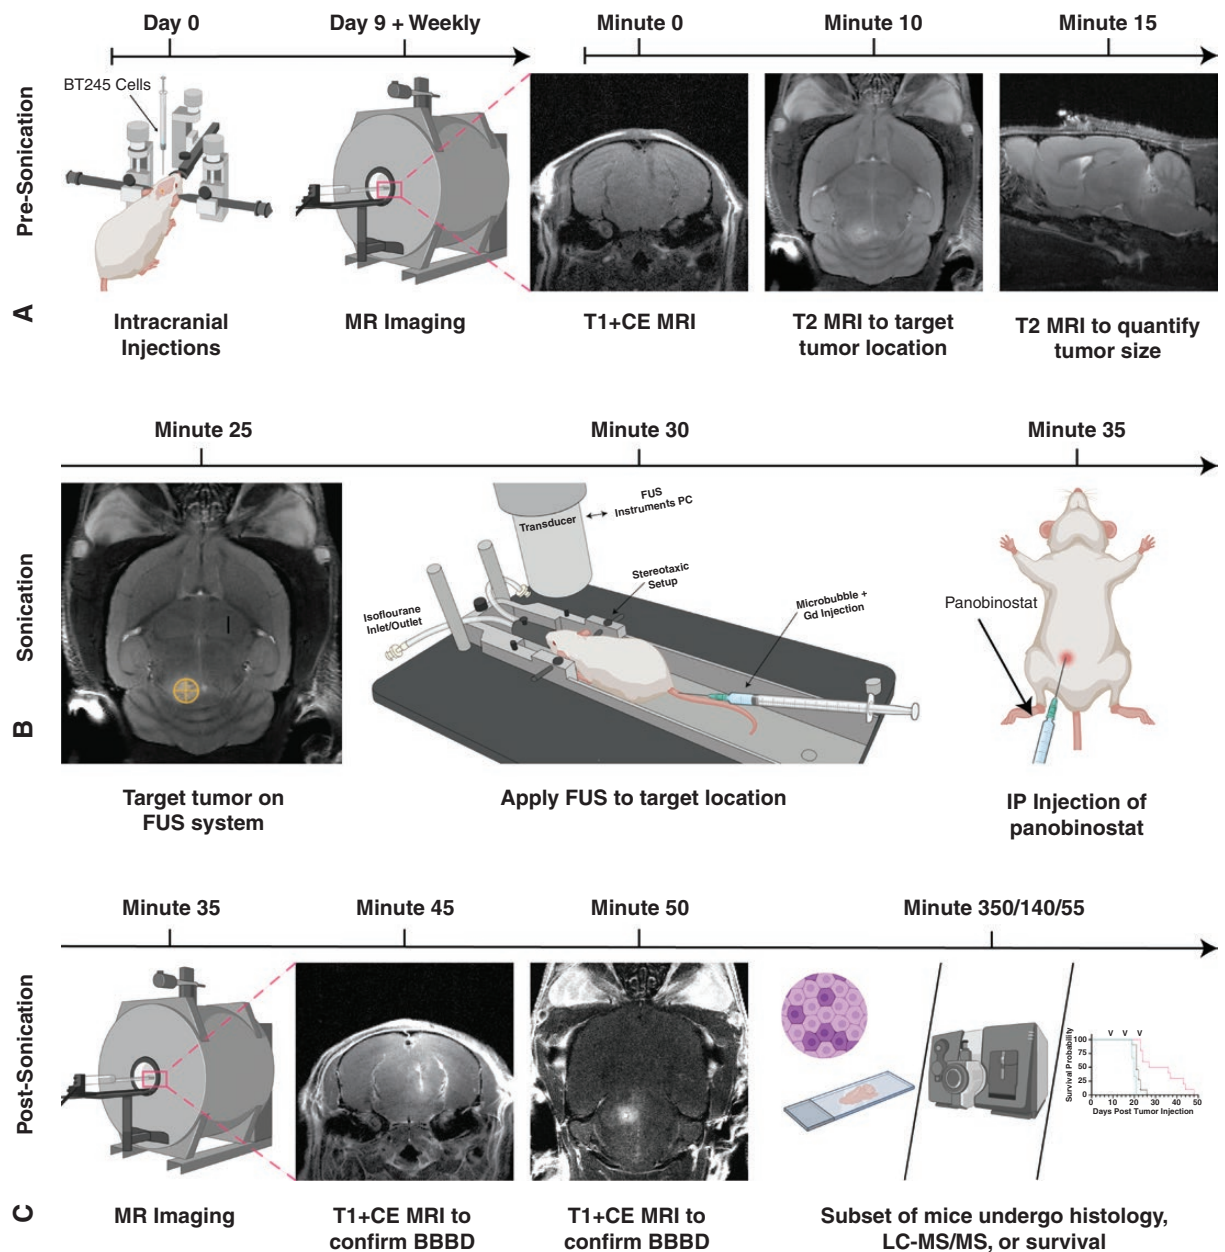 Day 0
Day 9 + Weekly
Minute 0
Minute 10
Minute 15
Pre-Sonication
A
BT245 Cells
Intracranial
Injections
MR Imaging
T1+CE MRI
T2 MRI to target
tumor location
T2 MRI to quantify
tumor size
Minute 25
Minute 30
Minute 35
Sonication
B
Transducer
FUS
Instruments PC
Stereotaxic
Setup
Isoflourane
Inlet/Outlet
Microbubble +
Gd Injection
Panobinostat
Target tumor on
FUS system
Apply FUS to target location
IP Injection of
panobinostat
Minute 35
Minute 45
Minute 50
Minute 350/140/55
Post-Sonication
C
V V V
Survival Probability
100
75
50
25
0
0 10 20 30 40 50
Days Post Tumor Injection
MR Imaging
T1+CE MRI to
confirm BBBD
T1+CE MRI to
confirm BBBD
Subset of mice undergo histology,
LC-MS/MS, or survival